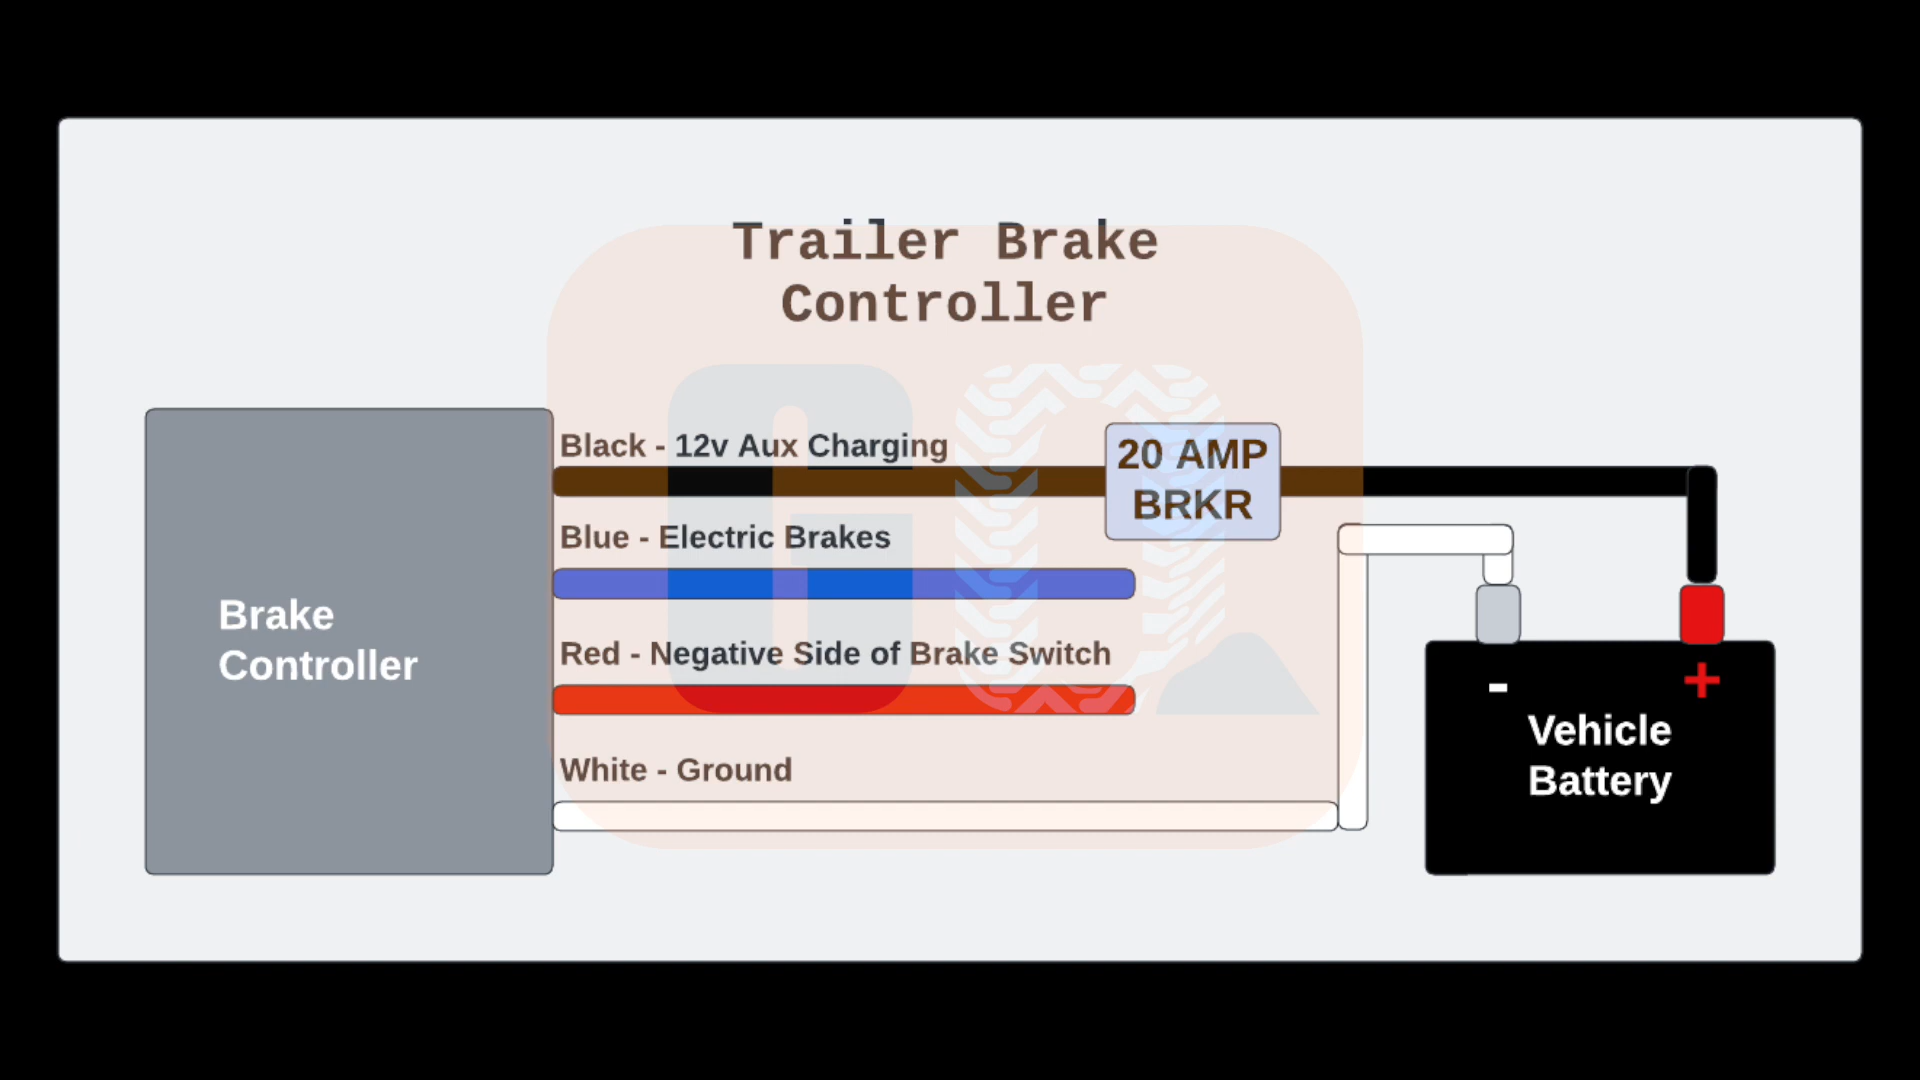 Trailer Brake
Controller
Black - 12v Aux Charging
20 AMP
BRKR
Blue - Electric Brakes
Brake
Controller
Red - Negative Side of Brake Switch
- +
Vehicle
Battery
White - Ground
GQ